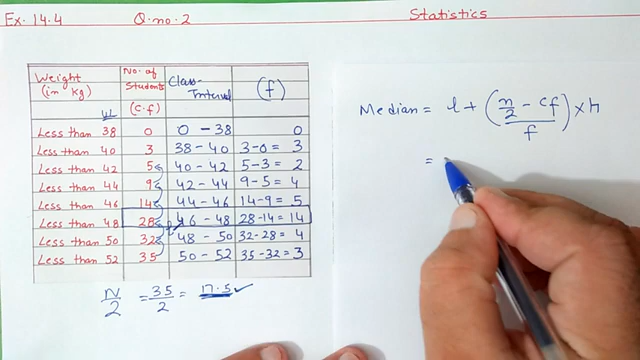 Ex. 14.4 Q.no. 2 Statistics
Weight (in kg) No. of Students (C.f) Class-Interval (f)
Less than 38 0 0 - 38 0
Less than 40 3 38 - 40 3-0 = 3
Less than 42 5 40 - 42 5-3 = 2
Less than 44 9 42 - 44 9-5 = 4
Less than 46 14 44 - 46 14-9 = 5
Less than 48 28 46 - 48 28-14 = 14
Less than 50 32 48 - 50 32-28 = 4
Less than 52 35 50 - 52 35-32 = 3
N/2 = 35/2 = 17.5 ✓
Median = l + (n/2 - cf / f) × h
=